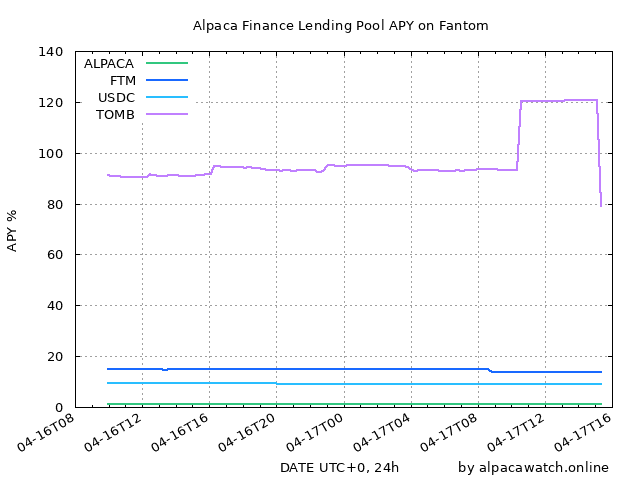 Alpaca Finance Lending Pool APY on Fantom
140
120
100
80
60
40
20
0
APY %
ALPACA
FTM
USDC
TOMB
04-16T08
04-16T12
04-16T16
04-16T20
04-17T00
04-17T04
04-17T08
04-17T12
04-17T16
DATE UTC+0, 24h
by alpacawatch.online